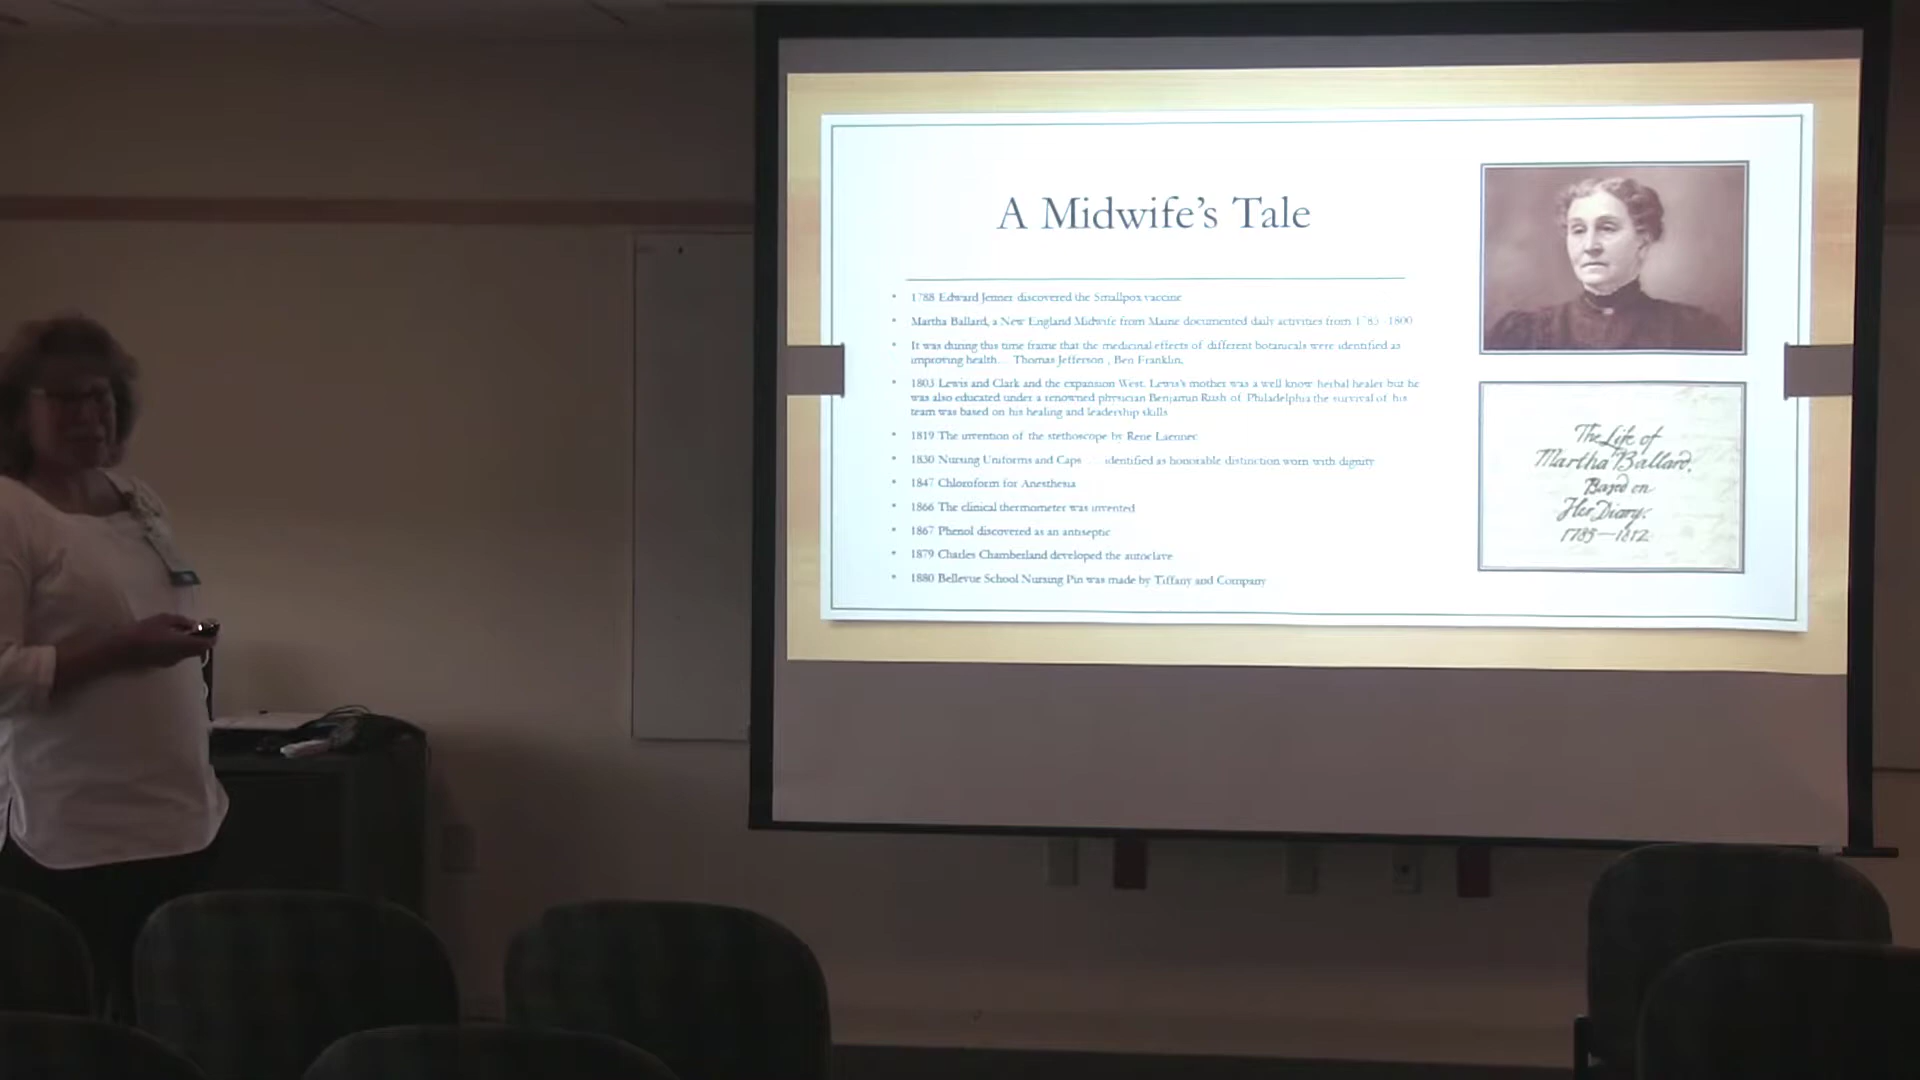 A Midwife's Tale
• 1788 Edward Jenner discovered the Smallpox vaccine
• Martha Ballard, a New England Midwife from Maine documented daily activities from 1785-1800
• It was during this time frame that the medicinal effects of different botanicals were identified as
improving health... Thomas Jefferson , Ben Franklin,
• 1803 Lewis and Clark and the expansion West. Lewis's mother was a well know herbal healer but he
was also educated under a renowned physician Benjamin Rush of Philadelphia the survival of his
team was based on his healing and leadership skills
• 1819 The invention of the stethoscope by Rene Laennec
• 1830 Nursing Uniforms and Caps .... identified as honorable distinction worn with dignity
• 1847 Chloroform for Anesthesia
• 1866 The clinical thermometer was invented
• 1867 Phenol discovered as an antiseptic
• 1879 Charles Chamberland developed the autoclave
• 1880 Bellevue School Nursing Pin was made by Tiffany and Company
The Life of
Martha Ballard,
Based on
Her Diary,
1785—1812